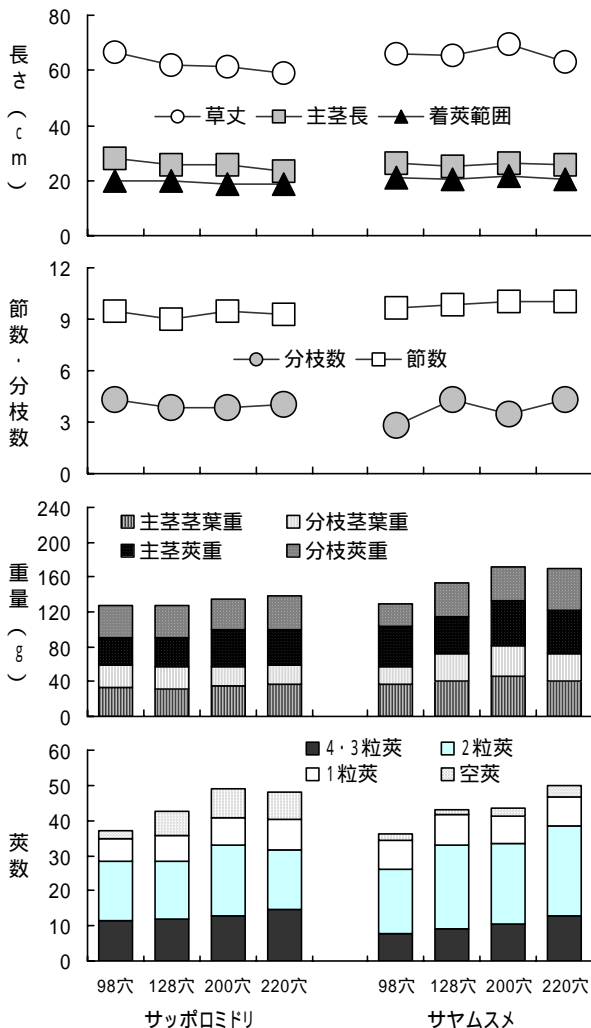 80
60
40
20
0
長さ(cm)
草丈 主茎長 着莢範囲
12
9
6
3
0
節数・分枝数
分枝数 節数
240
200
160
120
80
40
0
重量(g)
主茎茎葉重 分枝茎葉重
主茎莢重 分枝莢重
60
50
40
30
20
10
0
莢数
4・3粒莢 2粒莢
1粒莢 空莢
98穴 128穴 200穴 220穴 98穴 128穴 200穴 220穴
サッポロミドリ サヤムスメ